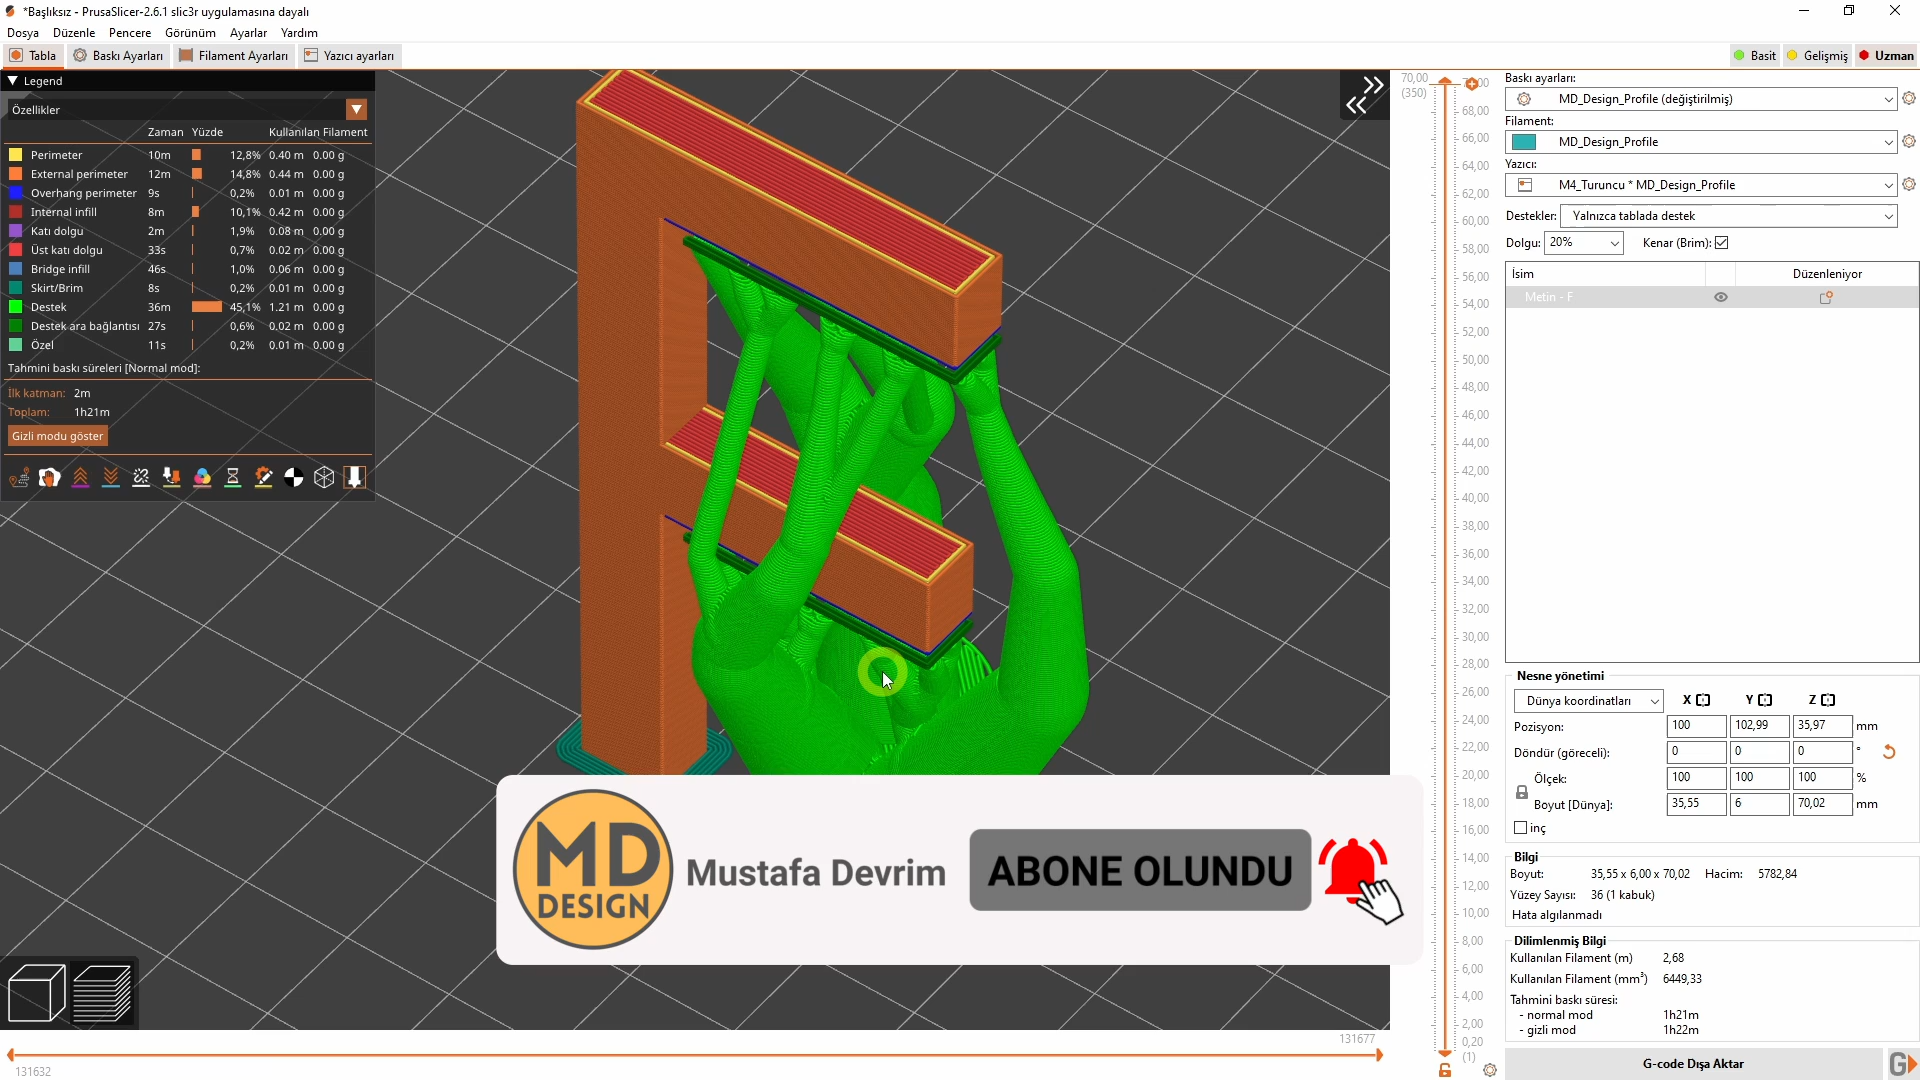 *Başlıksız - PrusaSlicer-2.6.1 slic3r uygulamasına dayalı
Dosya Düzenle Pencere Görünüm Ayarlar Yardım
Tabla Baskı Ayarları Filament Ayarları Yazıcı ayarları
Basit Gelişmiş Uzman
Legend
Özellikler
Zaman Yüzde Kullanılan Filament
Perimeter 10m 12,8% 0.40 m 0.00 g
External perimeter 12m 14,8% 0.44 m 0.00 g
Overhang perimeter 9s 0,2% 0.01 m 0.00 g
Internal infill 8m 10,1% 0.42 m 0.00 g
Katı dolgu 2m 1,9% 0.08 m 0.00 g
Üst katı dolgu 33s 0,7% 0.02 m 0.00 g
Bridge infill 46s 1,0% 0.06 m 0.00 g
Skirt/Brim 8s 0,2% 0.01 m 0.00 g
Destek 36m 45,1% 1.21 m 0.00 g
Destek ara bağlantısı 27s 0,6% 0.02 m 0.00 g
Özel 11s 0,2% 0.01 m 0.00 g
Tahmini baskı süreleri [Normal mod]:
İlk katman: 2m
Toplam: 1h21m
Gizli modu göster
70,00
(350)
68,00
66,00
64,00
62,00
60,00
58,00
56,00
54,00
52,00
50,00
48,00
46,00
44,00
42,00
40,00
38,00
36,00
34,00
32,00
30,00
28,00
26,00
24,00
22,00
20,00
18,00
16,00
14,00
12,00
10,00
8,00
6,00
4,00
2,00
0,20
(1)
Baskı ayarları:
MD_Design_Profile (değiştirilmiş)
Filament:
MD_Design_Profile
Yazıcı:
M4_Turuncu * MD_Design_Profile
Destekler: Yalnızca tablada destek
Dolgu: 20% Kenar (Brim):
İsim Düzenleniyor
Metin - F
Nesne yönetimi
Dünya koordinatları X Y Z
Pozisyon: 100 102,99 35,97 mm
Döndür (göreceli): 0 0 0 °
Ölçek: 100 100 100 %
Boyut [Dünya]: 35,55 6 70,02 mm
inç
Bilgi
Boyut: 35,55 x 6,00 x 70,02 Hacim: 5782,84
Yüzey Sayısı: 36 (1 kabuk)
Hata algılanmadı
Dilimlenmiş Bilgi
Kullanılan Filament (m) 2,68
Kullanılan Filament (mm³) 6449,33
Tahmini baskı süresi:
- normal mod 1h21m
- gizli mod 1h22m
G-code Dışa Aktar
MD
DESIGN
Mustafa Devrim
ABONE OLUNDU
131677
131632